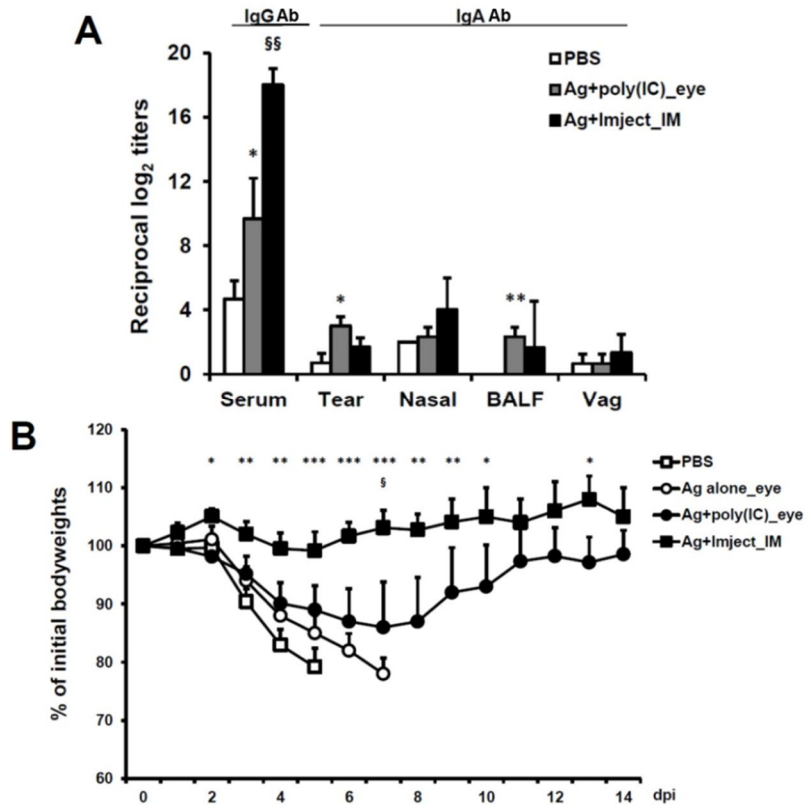 A
IgG Ab IgA Ab
§§
20
PBS
16
Ag+poly(IC)_eye
Ag+Imject_IM
*
12
Reciprocal log2 titers
8
* **
4
0
Serum Tear Nasal BALF Vag
B
120
* ** ** *** *** *** ** ** * *
PBS
§
110
Ag alone_eye
Ag+poly(IC)_eye
Ag+Imject_IM
100
% of initial bodyweights
90
80
70
60
0 2 4 6 8 10 12 14 dpi